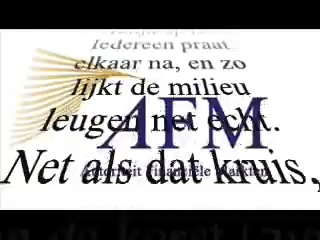 Iedereen praat
elkaar na, en zo
lijkt de milieu
leugen net echt.
AFM
Net als dat kruis,
Autoriteit Financiële Markten